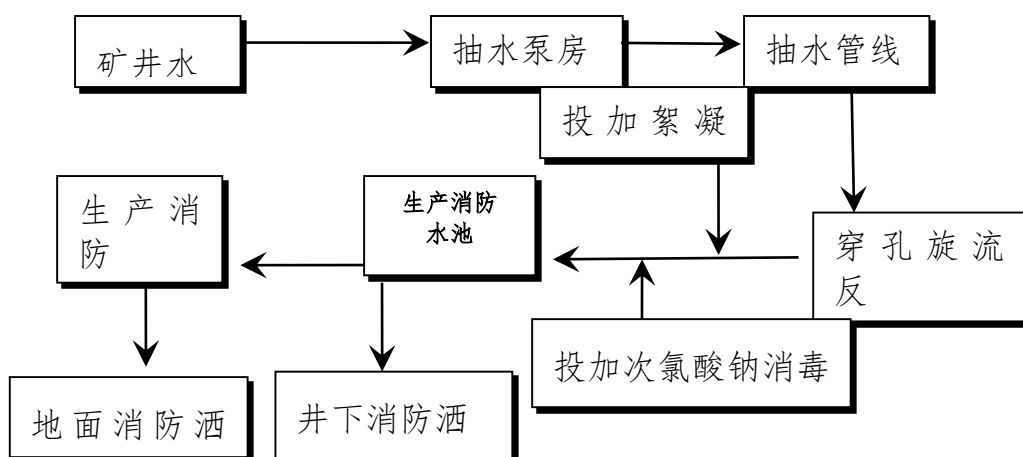 矿井水
抽水泵房
抽水管线
投加絮凝
生产消
防
生产消防
水池
穿孔旋流
反
投加次氯酸钠消毒
地面消防洒
井下消防洒